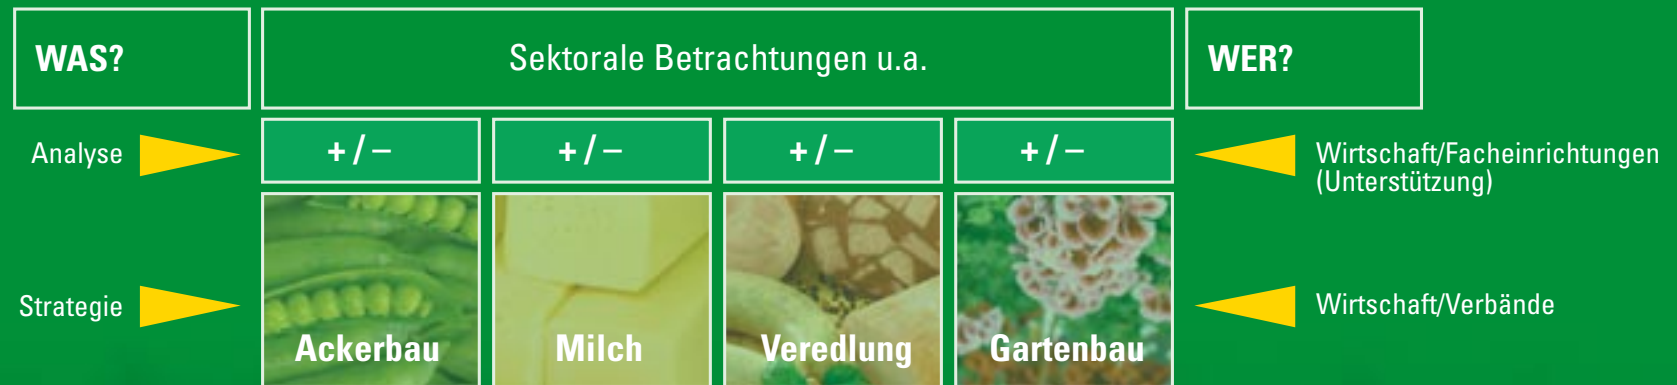 WAS?
Sektorale Betrachtungen u.a.
WER?
Analyse
+/–
+/–
+/–
+/–
Wirtschaft/Facheinrichtungen
(Unterstützung)
Strategie
Ackerbau
Milch
Veredlung
Gartenbau
Wirtschaft/Verbände